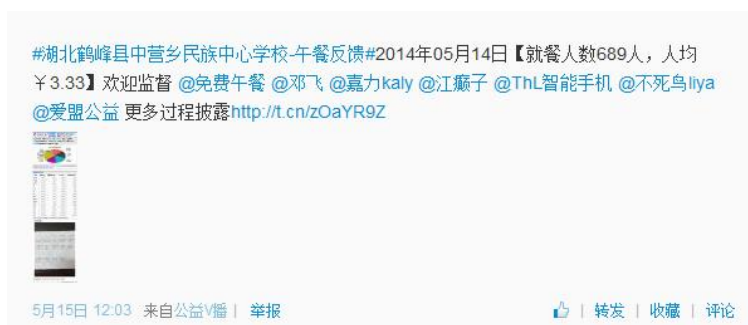 #湖北鹤峰县中营乡民族中心学校-午餐反馈#2014年05月14日【就餐人数689人，人均
￥3.33】欢迎监督 @免费午餐 @邓飞 @嘉力kaly @江癫子 @ThL智能手机 @不死鸟liya
@爱盟公益 更多过程披露http://t.cn/zOaYR9Z
5月15日 12:03 来自公益V播 | 举报 | 转发 | 收藏 | 评论